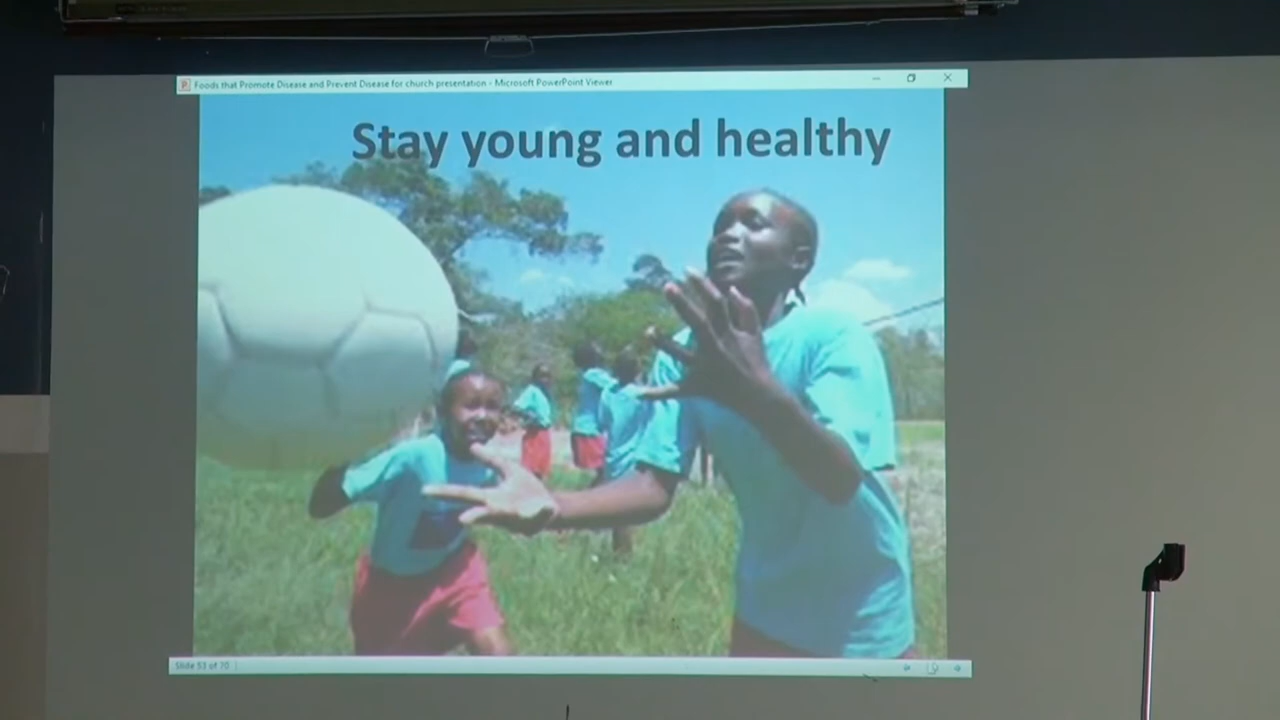 Foods that Promote Disease and Prevent Disease for church presentation - Microsoft PowerPoint Viewer
Stay young and healthy
Slide 53 of 70